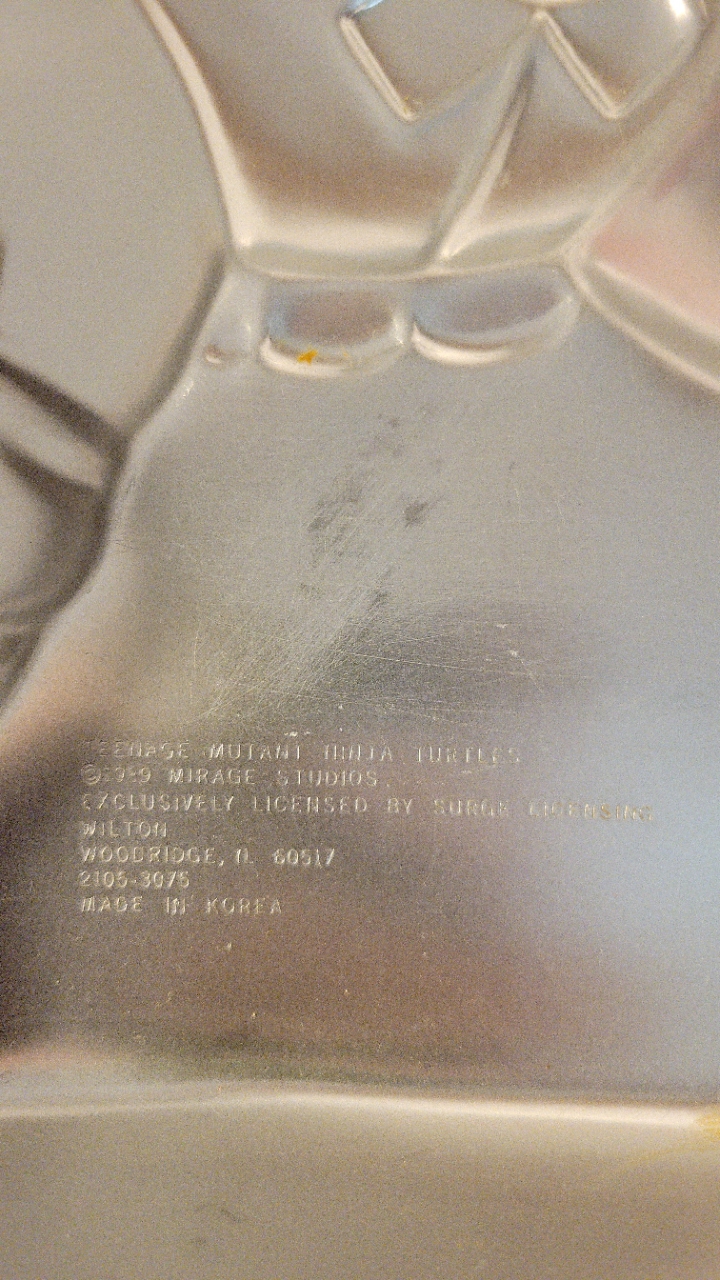 TEENAGE MUTANT NINJA TURTLES
©1989 MIRAGE STUDIOS
EXCLUSIVELY LICENSED BY SURGE LICENSING
WILTON
WOODRIDGE, IL 60517
2105-3075
MADE IN KOREA